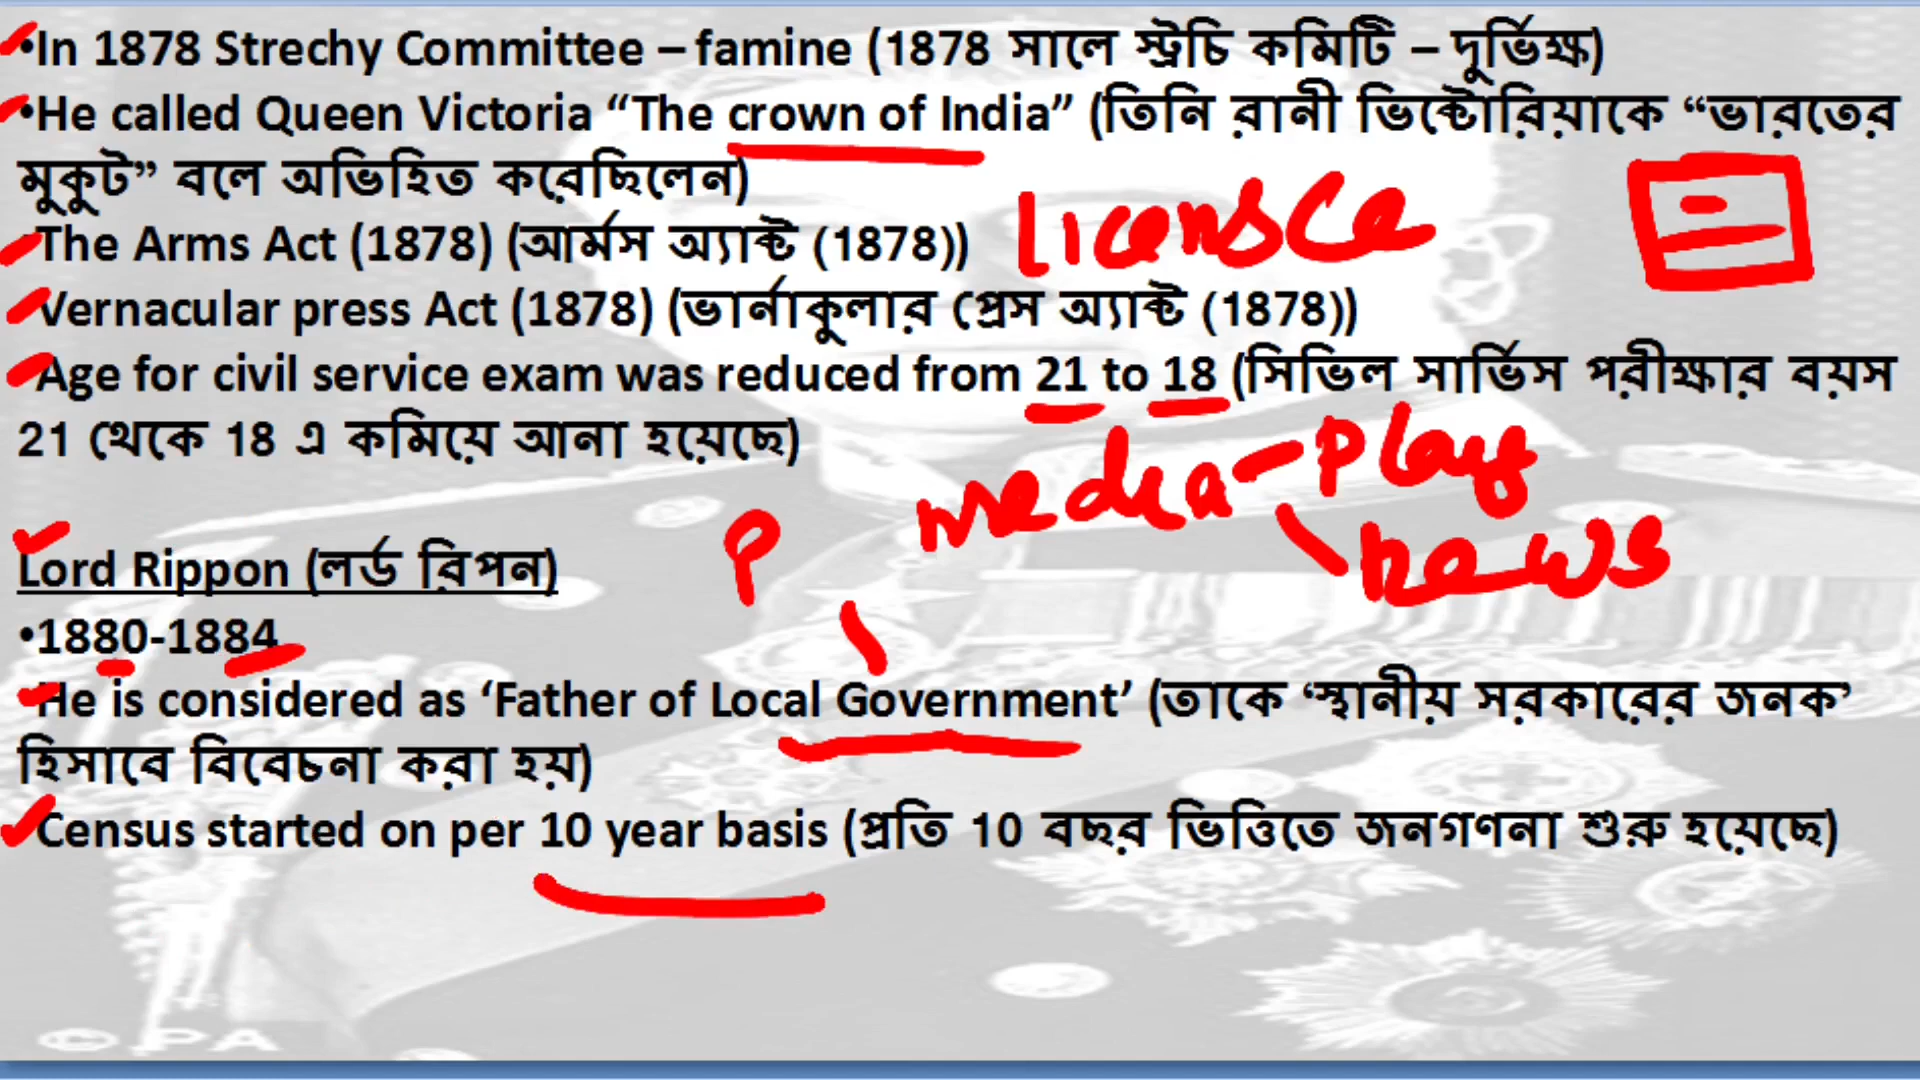 •In 1878 Strechy Committee – famine (1878 সালে স্ট্রচি কমিটি – দুর্ভিক্ষ)
•He called Queen Victoria “The crown of India” (তিনি রানী ভিক্টোরিয়াকে “ভারতের
মুকুট” বলে অভিহিত করেছিলেন)
The Arms Act (1878) (আর্মস অ্যাক্ট (1878))
Licensce
Vernacular press Act (1878) (ভার্নাকুলার প্রেস অ্যাক্ট (1878))
Age for civil service exam was reduced from 21 to 18 (সিভিল সার্ভিস পরীক্ষার বয়স
21 থেকে 18 এ কমিয়ে আনা হয়েছে)
media - Play
P
news
Lord Rippon (লর্ড রিপন)
•1880-1884
He is considered as ‘Father of Local Government’ (তাকে ‘স্থানীয় সরকারের জনক’
হিসাবে বিবেচনা করা হয়)
Census started on per 10 year basis (প্রতি 10 বছর ভিত্তিতে জনগণনা শুরু হয়েছে)
© PA